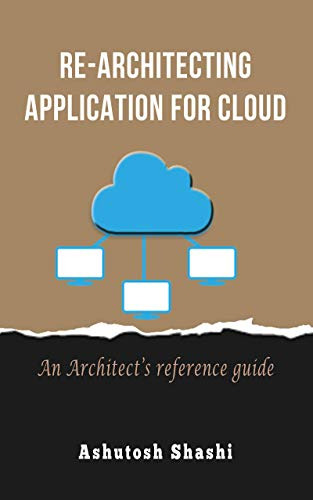 RE-ARCHITECTING
APPLICATION FOR CLOUD
An Architect's reference guide
Ashutosh Shashi